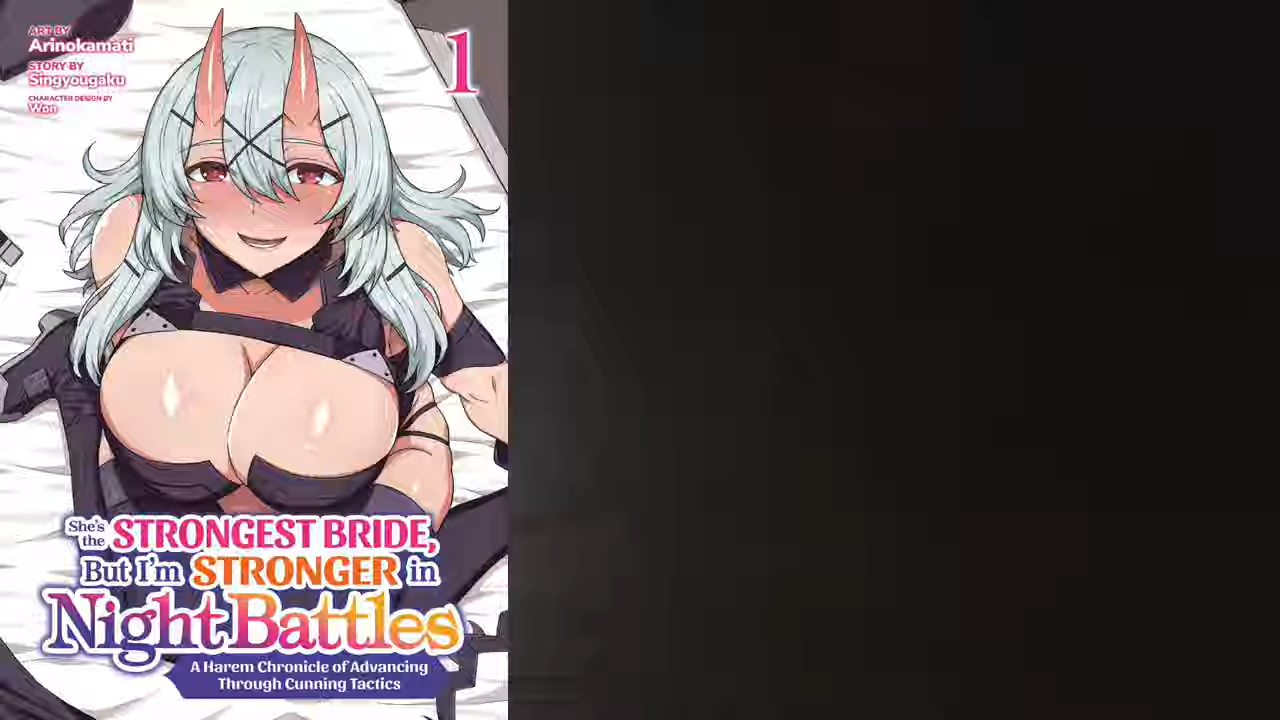 ART BY
Arinokamati
STORY BY
Singyougaku
CHARACTER DESIGN BY
Won
1
She's the STRONGEST BRIDE,
But I'm STRONGER in
Night Battles
A Harem Chronicle of Advancing
Through Cunning Tactics